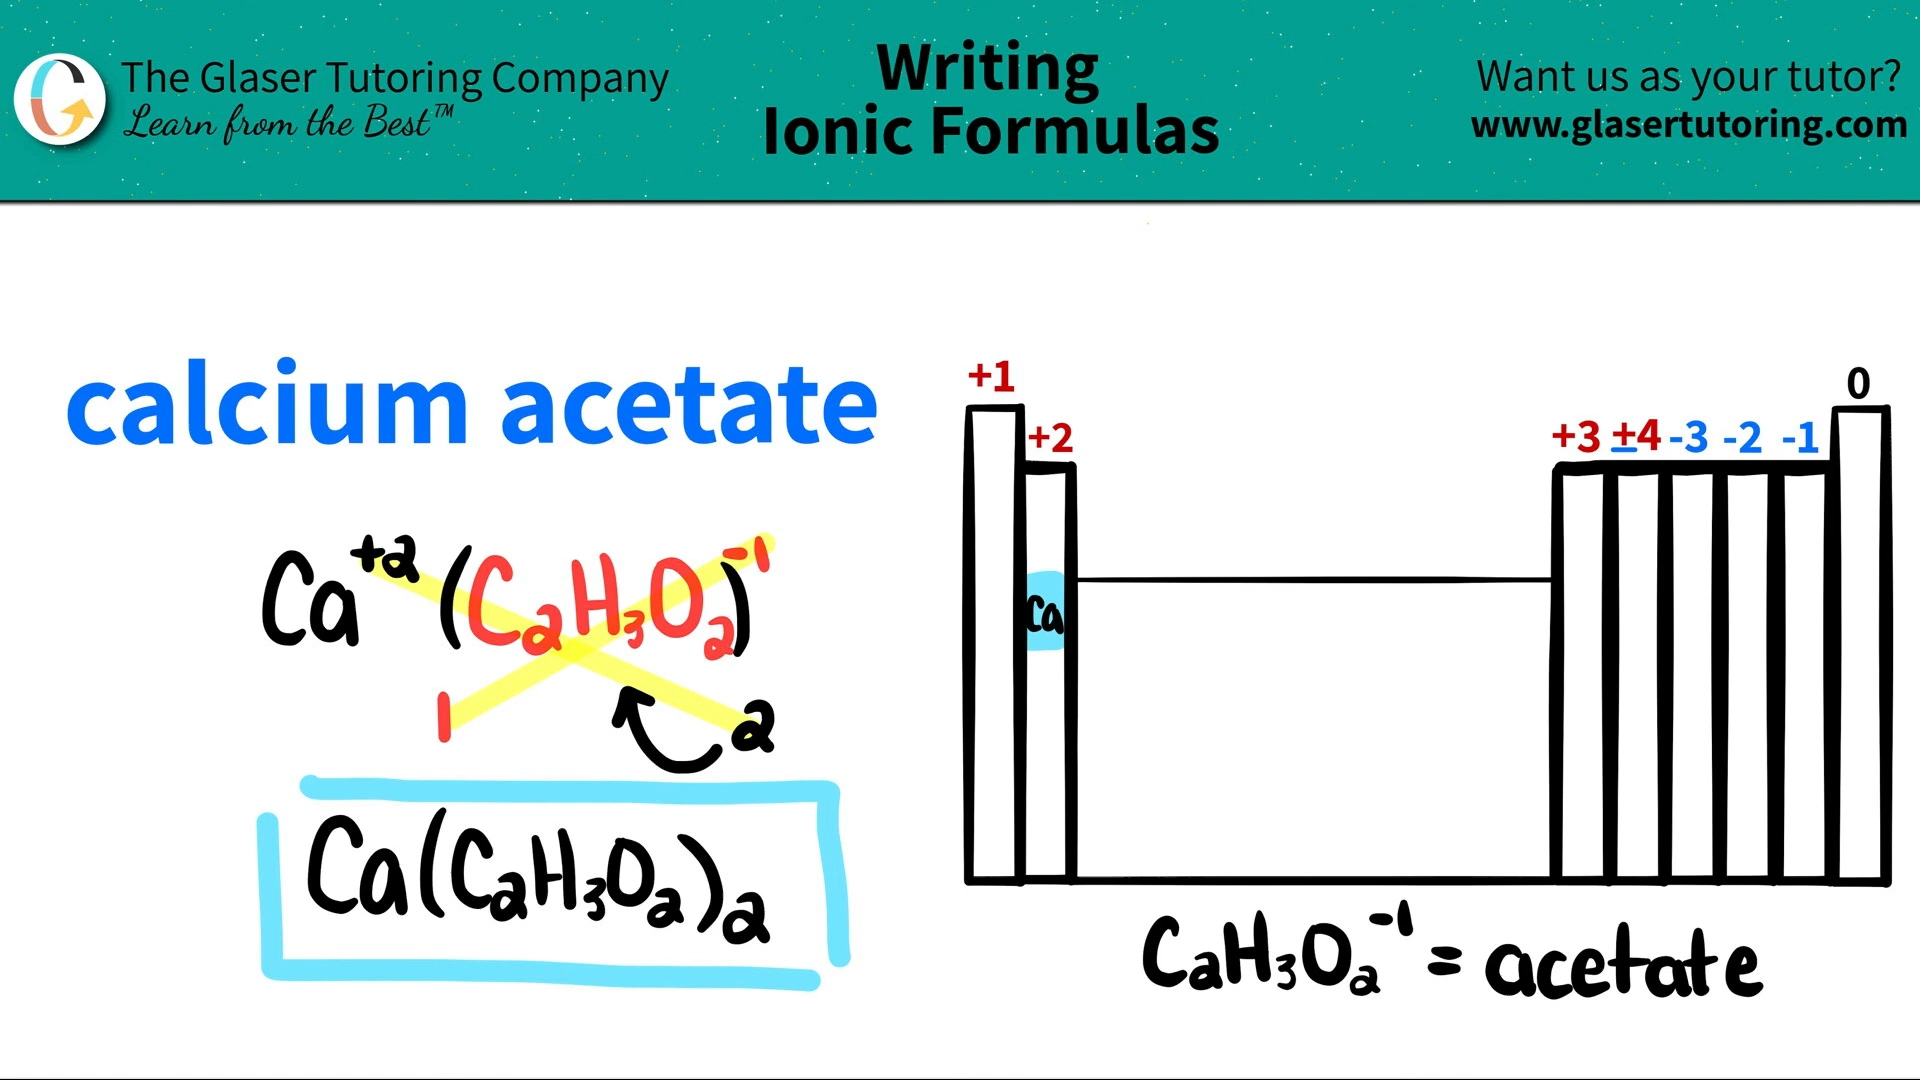 The Glaser Tutoring Company
Learn from the Best™
Writing
Ionic Formulas
Want us as your tutor?
www.glasertutoring.com
calcium acetate
Ca⁺² (C₂H₃O₂)⁻¹
1 2
Ca(C₂H₃O₂)₂
+1
+2
+3 ±4 -3 -2 -1
0
Ca
C₂H₃O₂⁻¹ = acetate